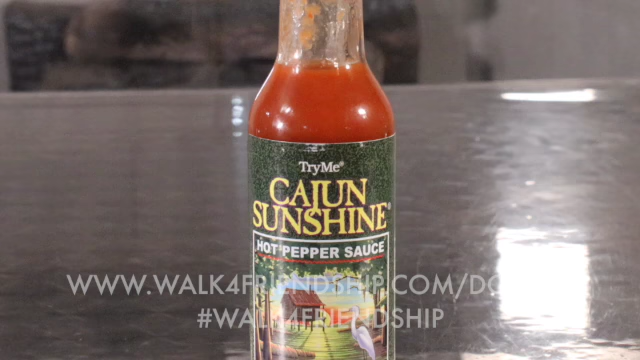 TryMe®
CAJUN
SUNSHINE®
HOT PEPPER SAUCE
WWW.WALK4FRIENDSHIP.COM/DO
#WALK4FRIENDSHIP